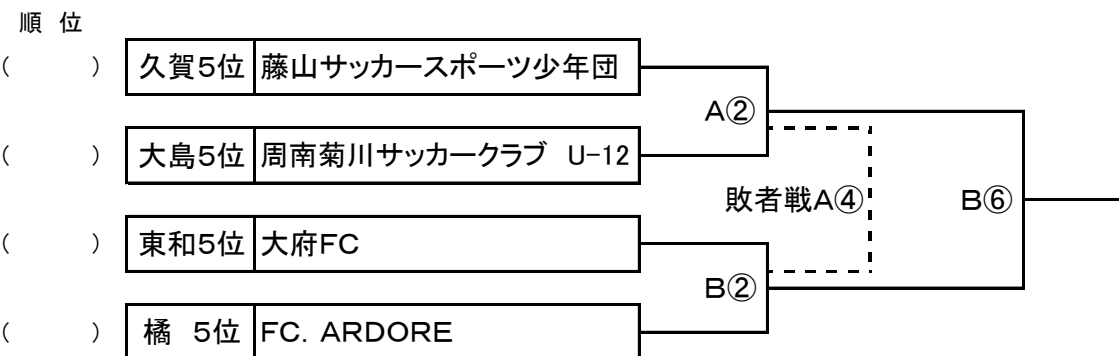 順 位
(　　　) 久賀5位 藤山サッカースポーツ少年団
A②
(　　　) 大島5位 周南菊川サッカークラブ U-12
敗者戦A④
B⑥
(　　　) 東和5位 大府FC
B②
(　　　) 橘 5位 FC. ARDORE